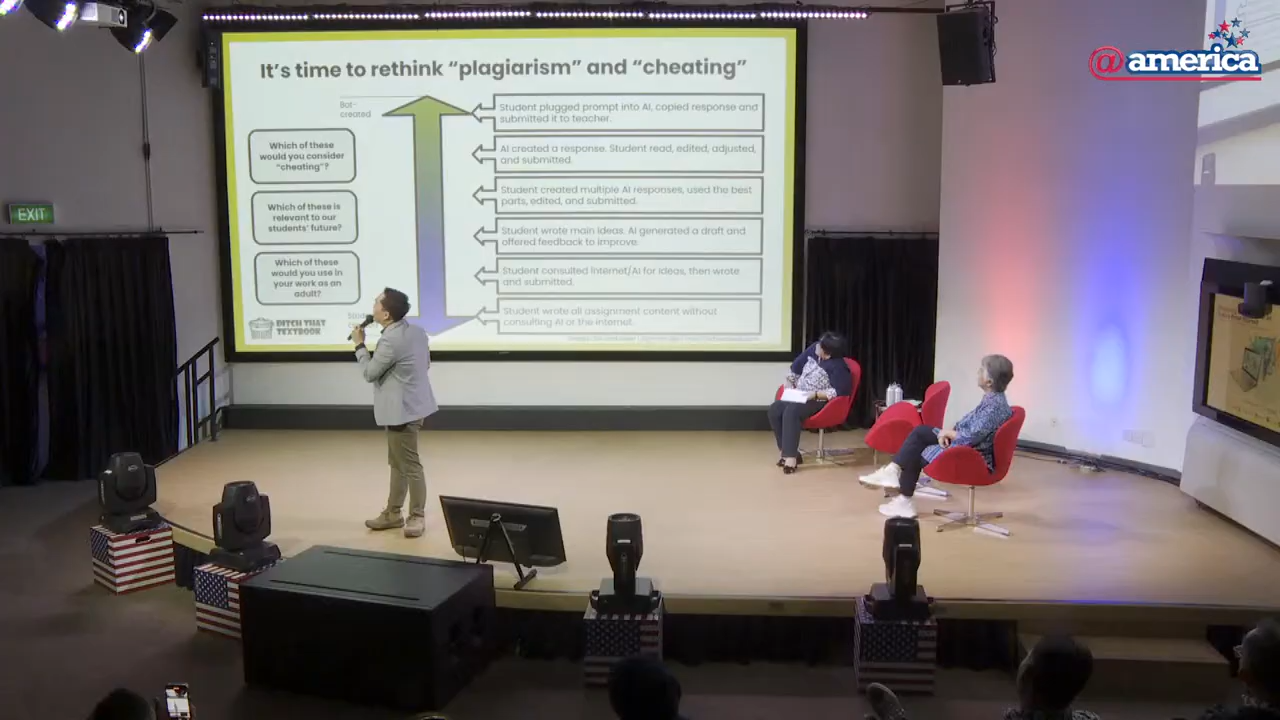 @america
It's time to rethink "plagiarism" and "cheating"
Bot-
created
Which of these
would you consider
"cheating"?
Which of these is
relevant to our
students' future?
Which of these
would you use in
your work as an
adult?
DITCH THAT
TEXTBOOK
Student plugged prompt into AI, copied response and
submitted it to teacher.
AI created a response. Student read, edited, adjusted,
and submitted.
Student created multiple AI responses, used the best
parts, edited, and submitted.
Student wrote main ideas. AI generated a draft and
offered feedback to improve.
Student consulted internet/AI for ideas, then wrote
and submitted.
Student wrote all assignment content without
consulting AI or the internet.
EXIT